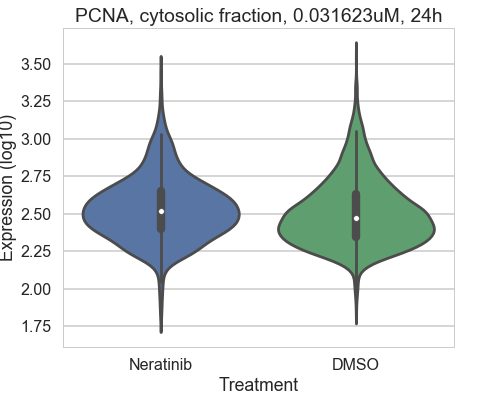 PCNA, cytosolic fraction, 0.031623uM, 24h
Expression (log10)
3.50
3.25
3.00
2.75
2.50
2.25
2.00
1.75
Neratinib DMSO
Treatment